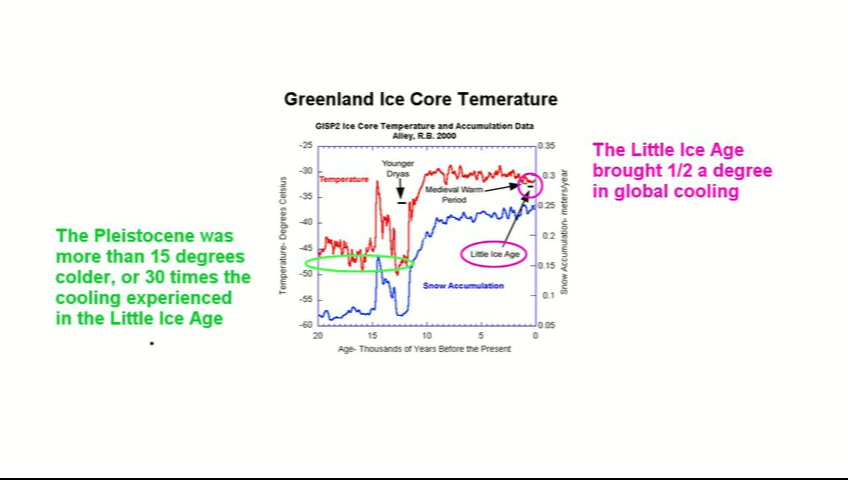 Greenland Ice Core Temerature
GISP2 Ice Core Temperature and Accumulation Data
Alley, R.B. 2000
-25
-30
-35
-40
-45
-50
-55
-60
Temperature- Degrees Celsius
Temperature
Younger
Dryas
Medieval Warm
Period
Little Ice Age
Snow Accumulation
0.35
0.3
0.25
0.2
0.15
0.1
0.05
Snow Accumulation- meters/year
20
15
10
5
0
Age- Thousands of Years Before the Present
The Little Ice Age
brought 1/2 a degree
in global cooling
The Pleistocene was
more than 15 degrees
colder, or 30 times the
cooling experienced
in the Little Ice Age